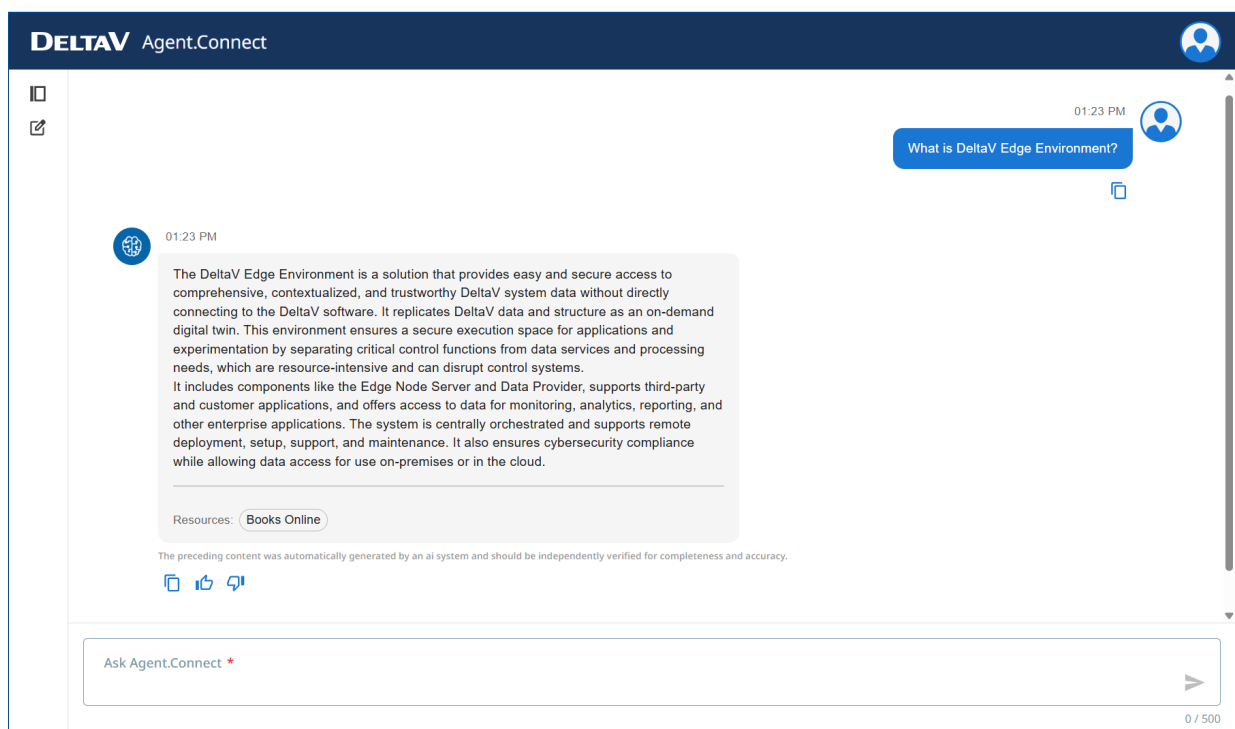 DELTAV Agent.Connect
01:23 PM
What is DeltaV Edge Environment?
01:23 PM
The DeltaV Edge Environment is a solution that provides easy and secure access to
comprehensive, contextualized, and trustworthy DeltaV system data without directly
connecting to the DeltaV software. It replicates DeltaV data and structure as an on-demand
digital twin. This environment ensures a secure execution space for applications and
experimentation by separating critical control functions from data services and processing
needs, which are resource-intensive and can disrupt control systems.
It includes components like the Edge Node Server and Data Provider, supports third-party
and customer applications, and offers access to data for monitoring, analytics, reporting, and
other enterprise applications. The system is centrally orchestrated and supports remote
deployment, setup, support, and maintenance. It also ensures cybersecurity compliance
while allowing data access for use on-premises or in the cloud.
Resources: Books Online
The preceding content was automatically generated by an ai system and should be independently verified for completeness and accuracy.
Ask Agent.Connect *
0 / 500